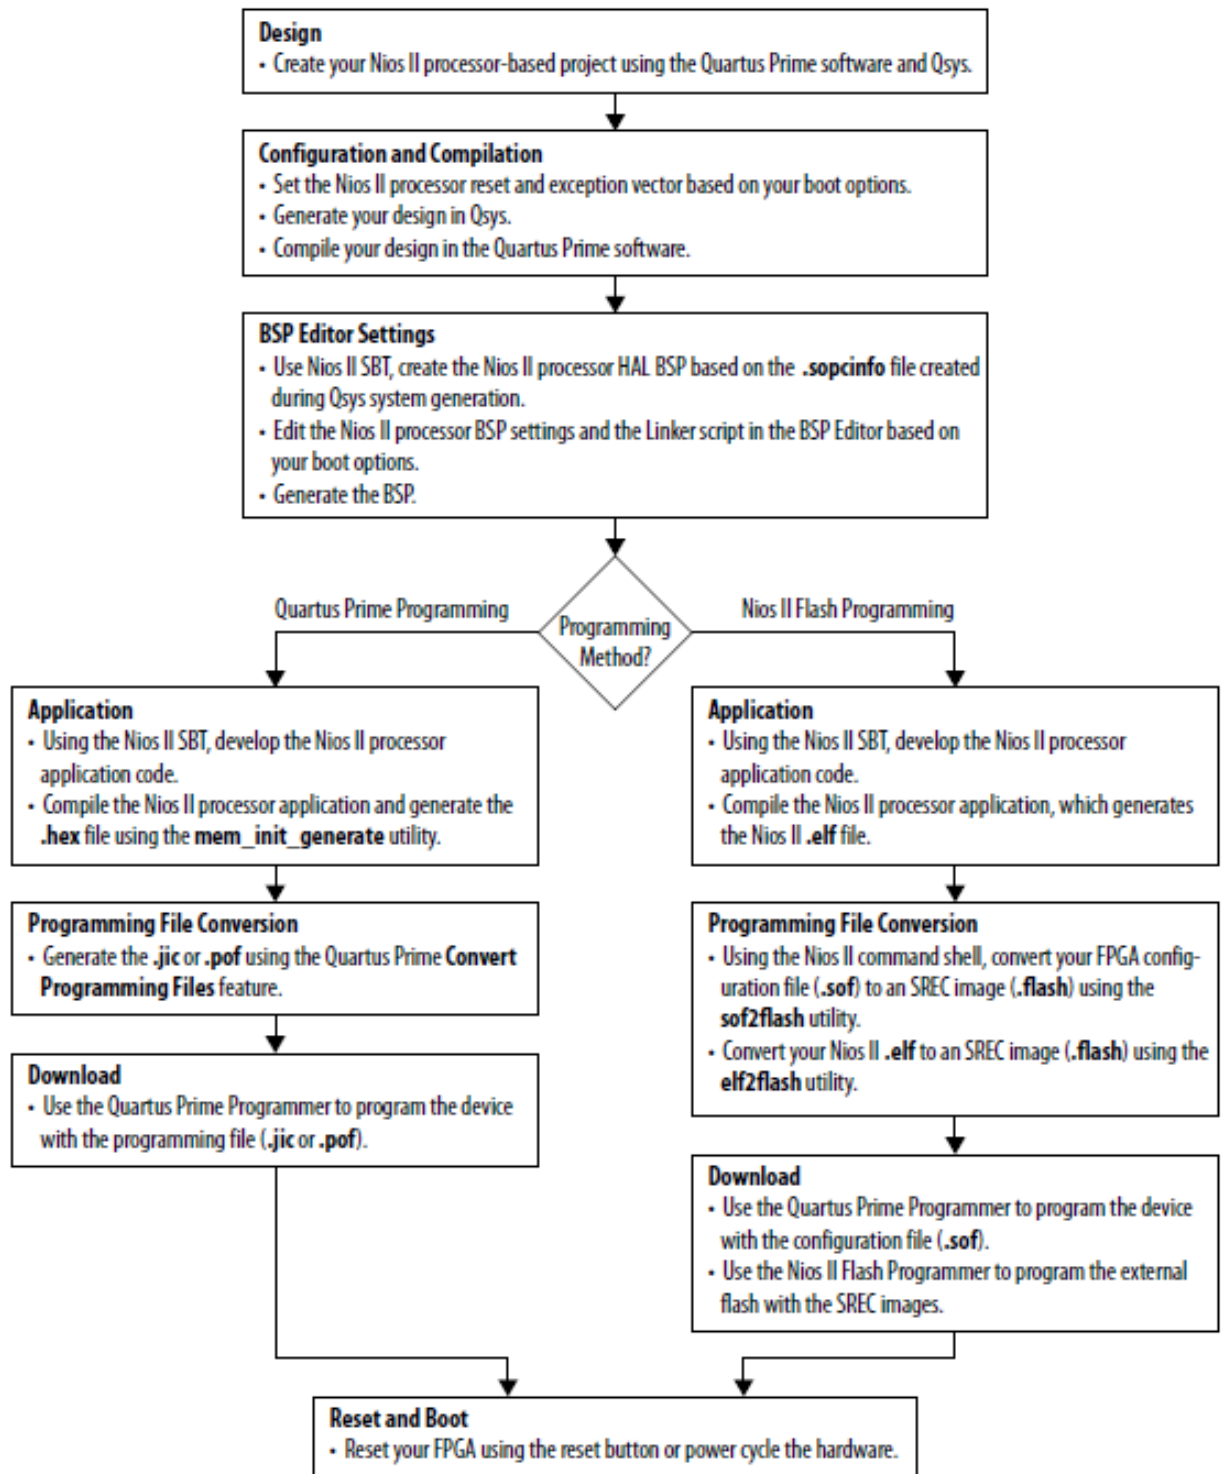 Design
• Create your Nios II processor-based project using the Quartus Prime software and Qsys.
Configuration and Compilation
• Set the Nios II processor reset and exception vector based on your boot options.
• Generate your design in Qsys.
• Compile your design in the Quartus Prime software.
BSP Editor Settings
• Use Nios II SBT, create the Nios II processor HAL BSP based on the .sopcinfo file created
during Qsys system generation.
• Edit the Nios II processor BSP settings and the Linker script in the BSP Editor based on
your boot options.
• Generate the BSP.
Programming
Method?
Quartus Prime Programming
Application
• Using the Nios II SBT, develop the Nios II processor
application code.
• Compile the Nios II processor application and generate the
.hex file using the mem_init_generate utility.
Programming File Conversion
• Generate the .jic or .pof using the Quartus Prime Convert
Programming Files feature.
Download
• Use the Quartus Prime Programmer to program the device
with the programming file (.jic or .pof).
Nios II Flash Programming
Application
• Using the Nios II SBT, develop the Nios II processor
application code.
• Compile the Nios II processor application, which generates
the Nios II .elf file.
Programming File Conversion
• Using the Nios II command shell, convert your FPGA config-
uration file (.sof) to an SREC image (.flash) using the
sof2flash utility.
• Convert your Nios II .elf to an SREC image (.flash) using the
elf2flash utility.
Download
• Use the Quartus Prime Programmer to program the device
with the configuration file (.sof).
• Use the Nios II Flash Programmer to program the external
flash with the SREC images.
Reset and Boot
• Reset your FPGA using the reset button or power cycle the hardware.